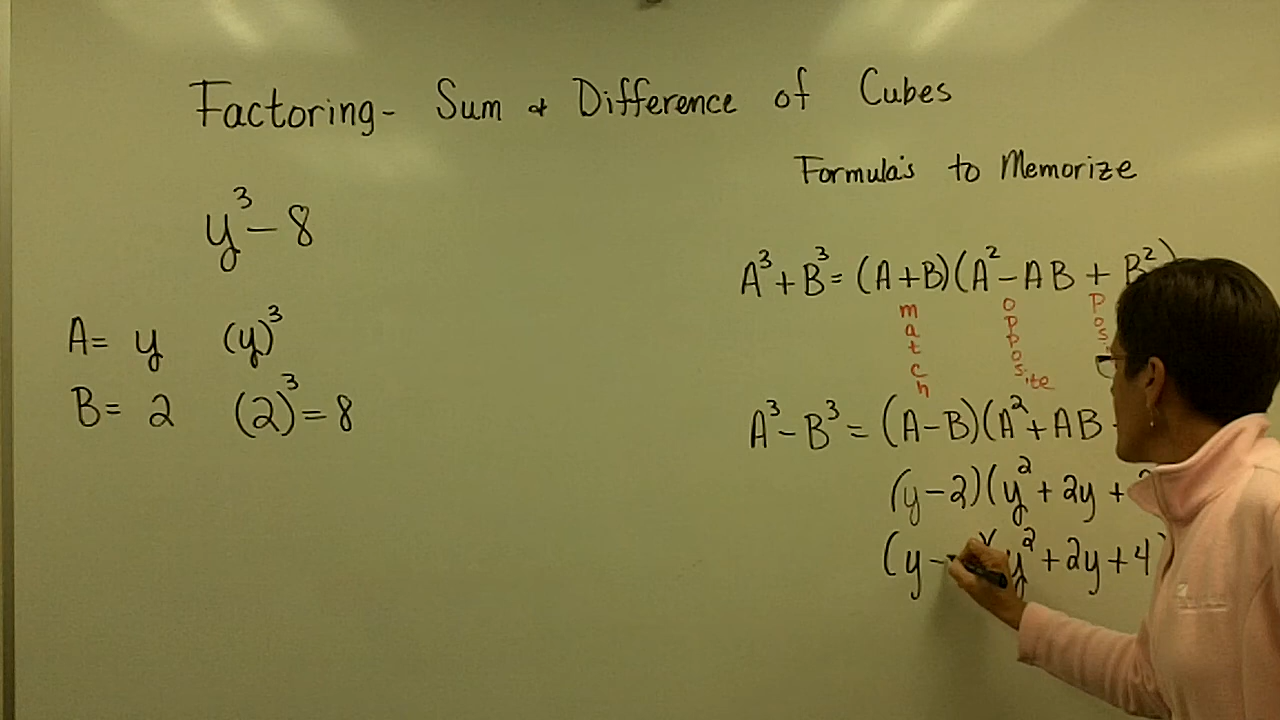 Factoring- Sum & Difference of Cubes
Formula's to Memorize
y³ - 8
A³ + B³ = (A + B)(A² - AB + B²)
match opposite
A = y (y)³
B = 2 (2)³ = 8
A³ - B³ = (A - B)(A² + AB
(y - 2)(y² + 2y +
(y - y² + 2y + 4)